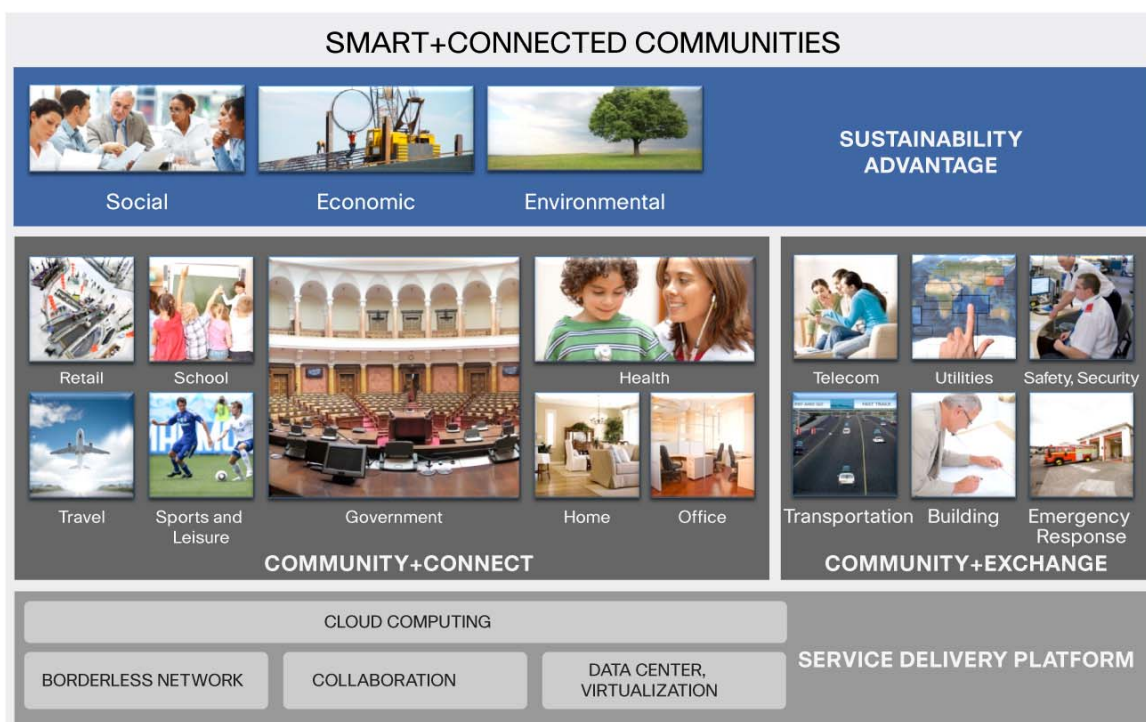 SMART+CONNECTED COMMUNITIES
SUSTAINABILITY
ADVANTAGE
Social
Economic
Environmental
Retail
School
Health
Travel
Sports and
Leisure
Government
Home
Office
COMMUNITY+CONNECT
Telecom
Utilities
Safety, Security
FAST TRACK
Transportation
Building
Emergency
Response
COMMUNITY+EXCHANGE
CLOUD COMPUTING
BORDERLESS NETWORK
COLLABORATION
DATA CENTER,
VIRTUALIZATION
SERVICE DELIVERY PLATFORM